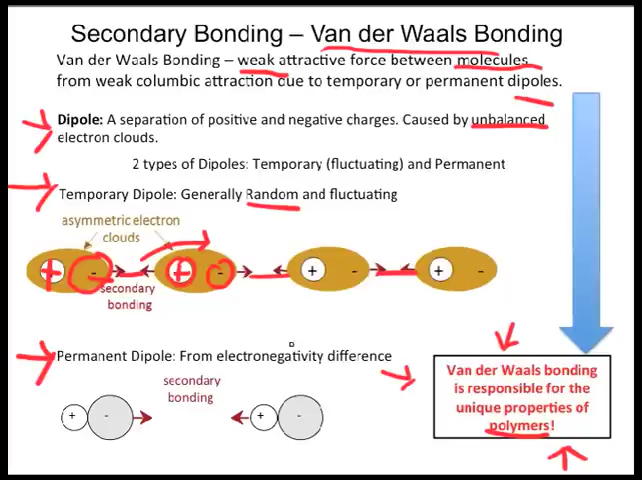 Secondary Bonding – Van der Waals Bonding
Van der Waals Bonding – weak attractive force between molecules
from weak columbic attraction due to temporary or permanent dipoles.
Dipole: A separation of positive and negative charges. Caused by unbalanced
electron clouds.
2 types of Dipoles: Temporary (fluctuating) and Permanent
Temporary Dipole: Generally Random and fluctuating
asymmetric electron
clouds
+ - + - + - + -
secondary
bonding
Permanent Dipole: From electronegativity difference
secondary
bonding
+ - + -
Van der Waals bonding
is responsible for the
unique properties of
polymers!